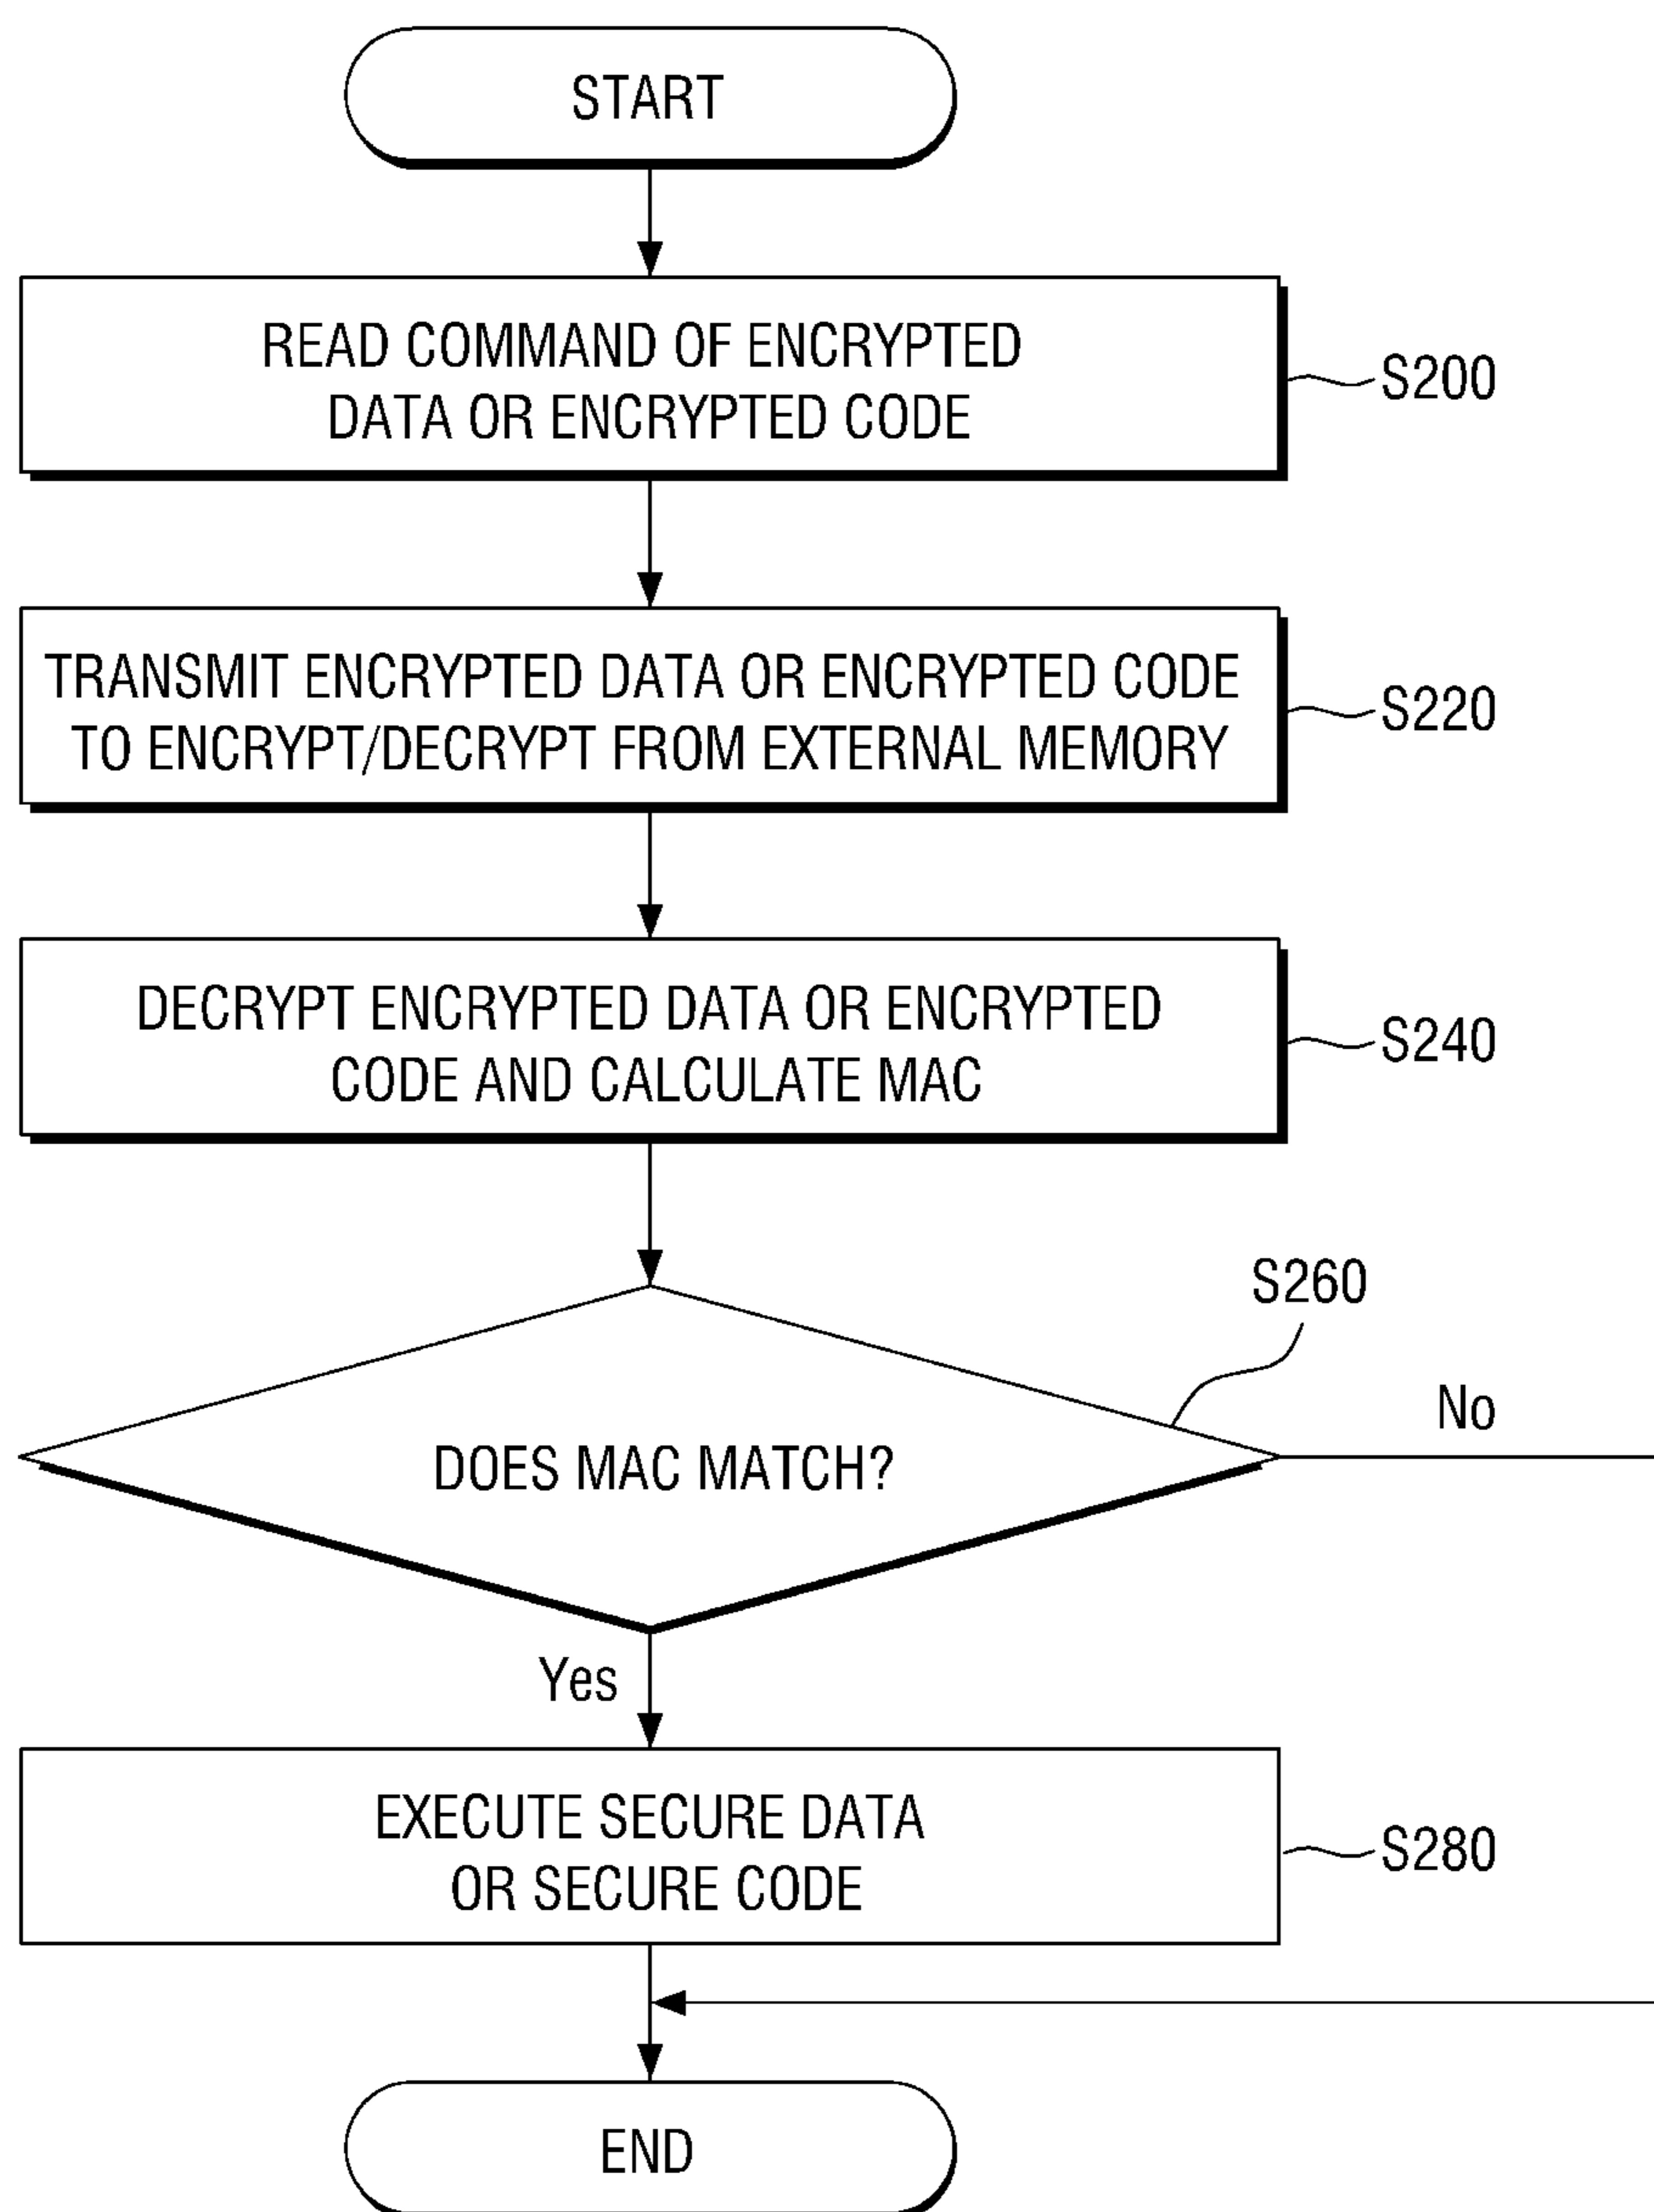 START
READ COMMAND OF ENCRYPTED
DATA OR ENCRYPTED CODE
S200
TRANSMIT ENCRYPTED DATA OR ENCRYPTED CODE
TO ENCRYPT/DECRYPT FROM EXTERNAL MEMORY
S220
DECRYPT ENCRYPTED DATA OR ENCRYPTED
CODE AND CALCULATE MAC
S240
S260
No
DOES MAC MATCH?
Yes
EXECUTE SECURE DATA
OR SECURE CODE
S280
END